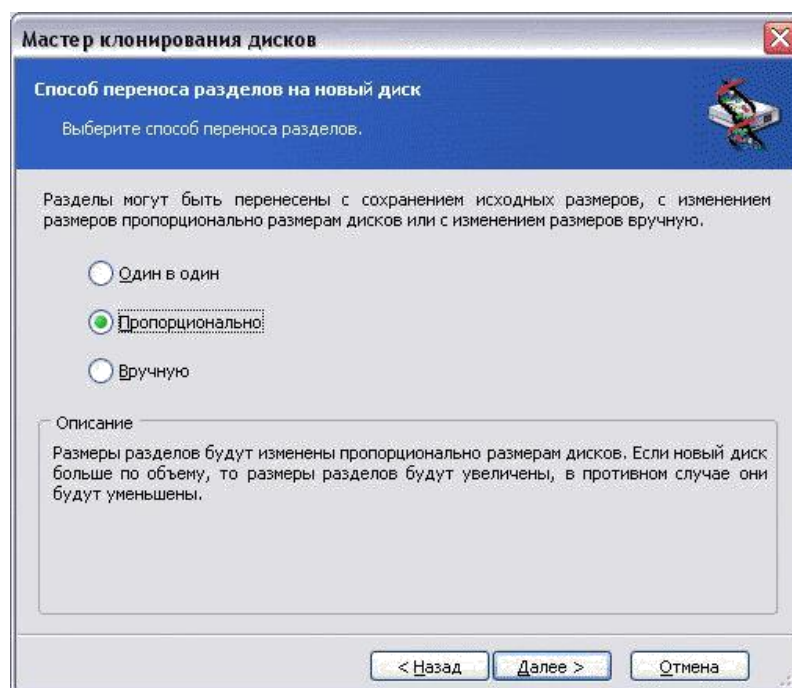 Мастер клонирования дисков
Способ переноса разделов на новый диск
Выберите способ переноса разделов.
Разделы могут быть перенесены с сохранением исходных размеров, с изменением
размеров пропорционально размерам дисков или с изменением размеров вручную.
Один в один
Пропорционально
Вручную
Описание
Размеры разделов будут изменены пропорционально размерам дисков. Если новый диск
больше по объему, то размеры разделов будут увеличены, в противном случае они
будут уменьшены.
< Назад Далее > Отмена